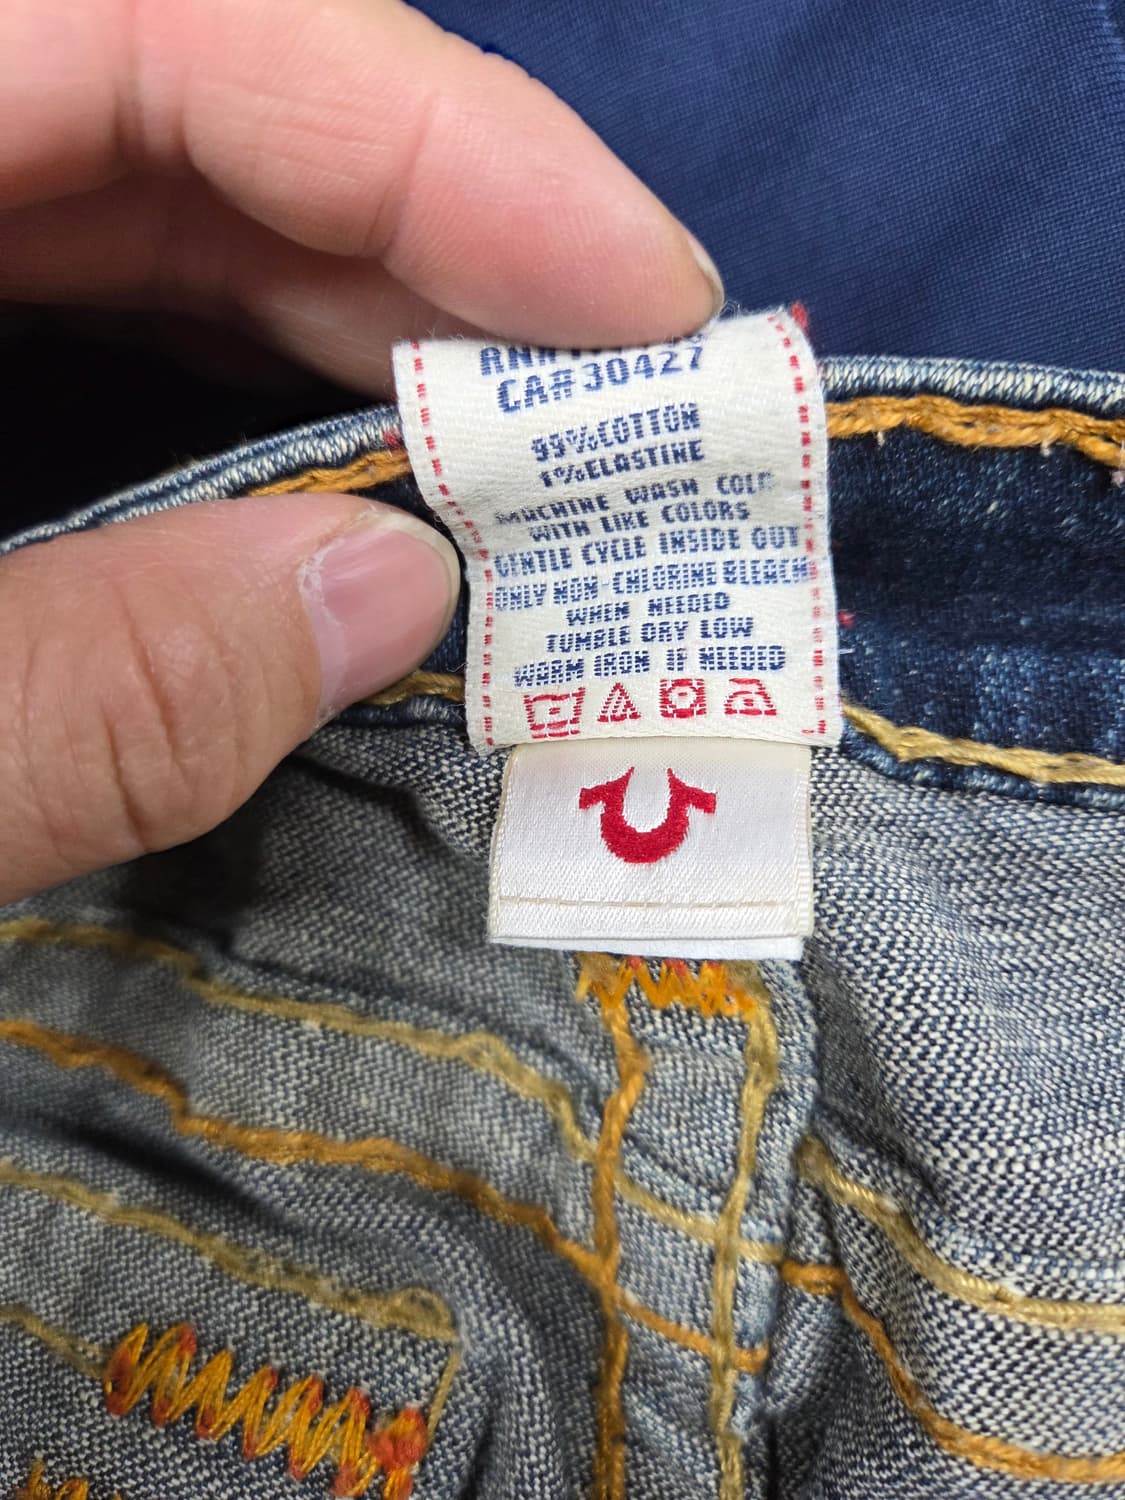 CA#30427
99%COTTON
1%ELASTINE
MACHINE WASH COLD
WITH LIKE COLORS
GENTLE CYCLE INSIDE OUT
ONLY NON-CHLORINE BLEACH
WHEN NEEDED
TUMBLE DRY LOW
WARM IRON IF NEEDED